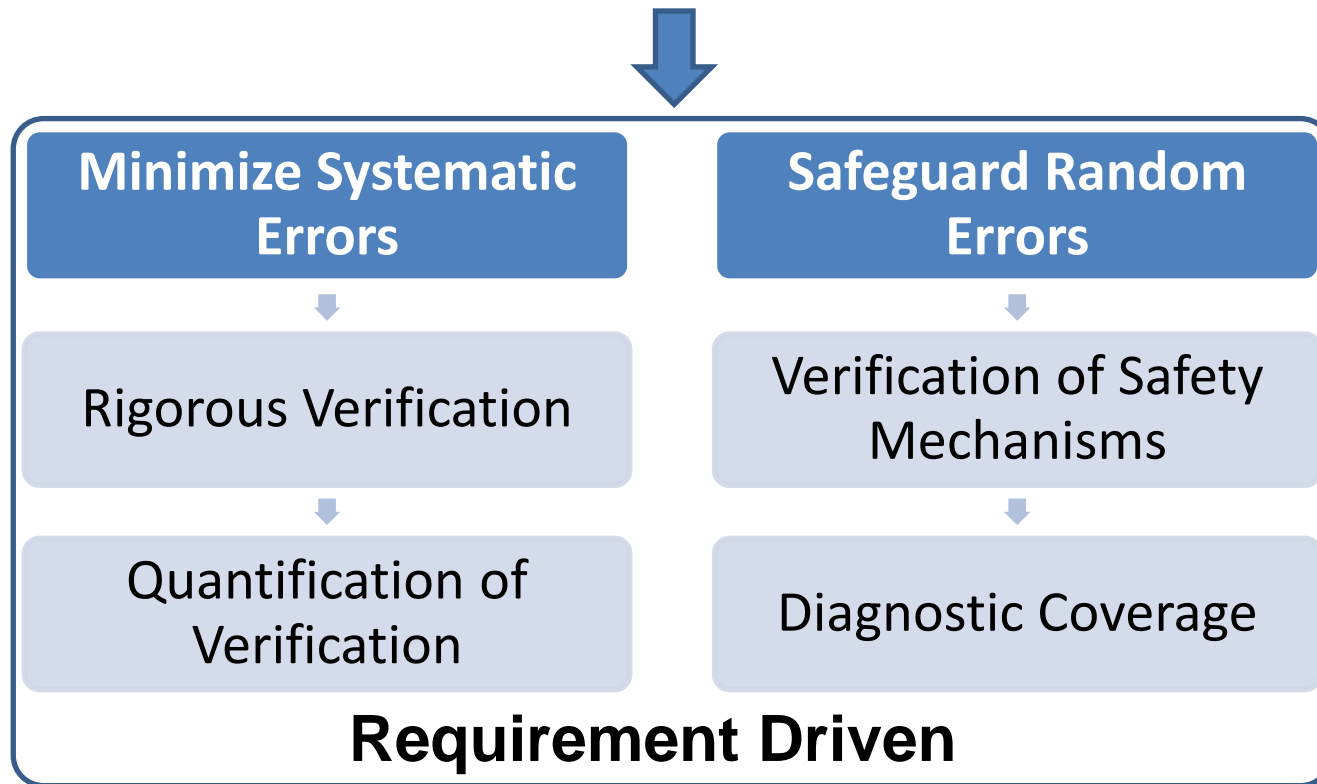 Minimize Systematic
Errors
Rigorous Verification
Quantification of
Verification
Safeguard Random
Errors
Verification of Safety
Mechanisms
Diagnostic Coverage
Requirement Driven